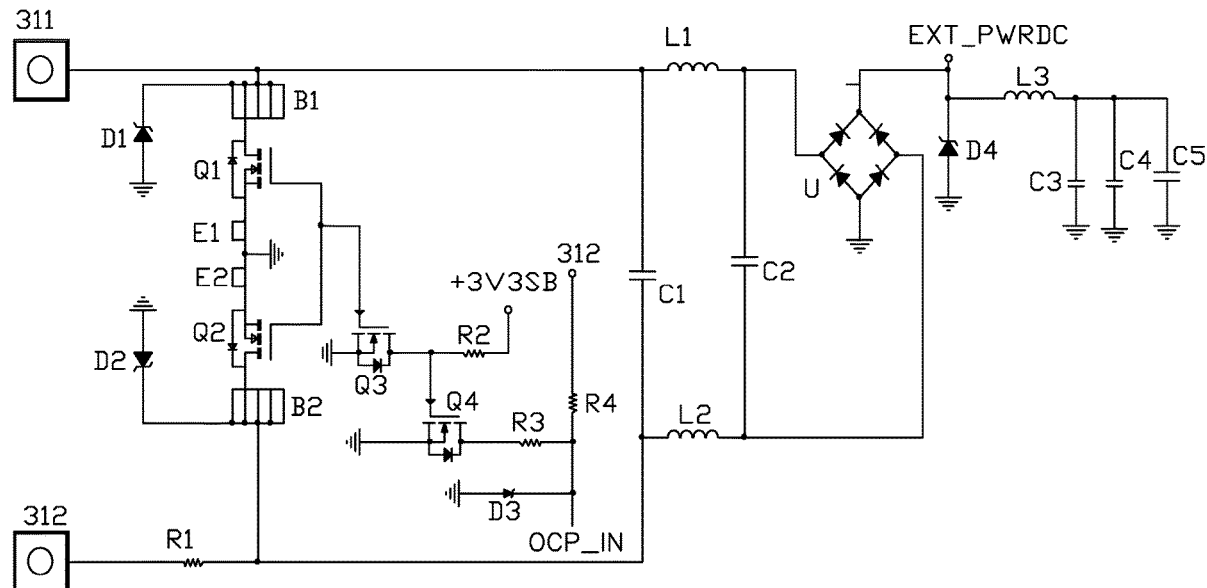 311
L1
EXT_PWRDC
L3
B1
D1
Q1
U
D4
C3
C4
C5
E1
312
E2
+3V3SB
C1
C2
Q2
R2
D2
Q3
B2
Q4
R3
R4
L2
D3
312
R1
OCP_IN